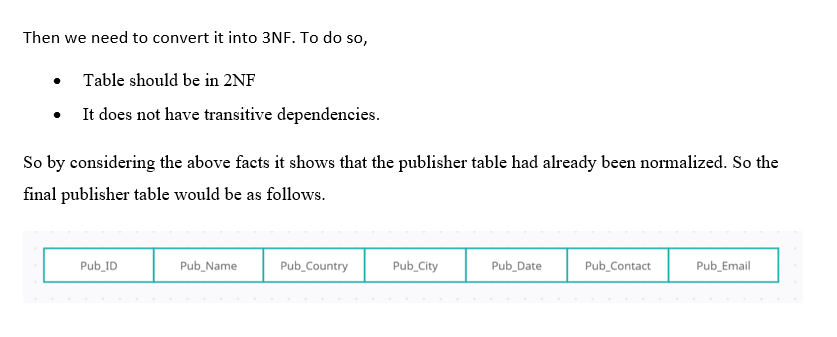 Then we need to convert it into 3NF. To do so,
• Table should be in 2NF
• It does not have transitive dependencies.
So by considering the above facts it shows that the publisher table had already been normalized. So the
final publisher table would be as follows.
Pub_ID Pub_Name Pub_Country Pub_City Pub_Date Pub_Contact Pub_Email